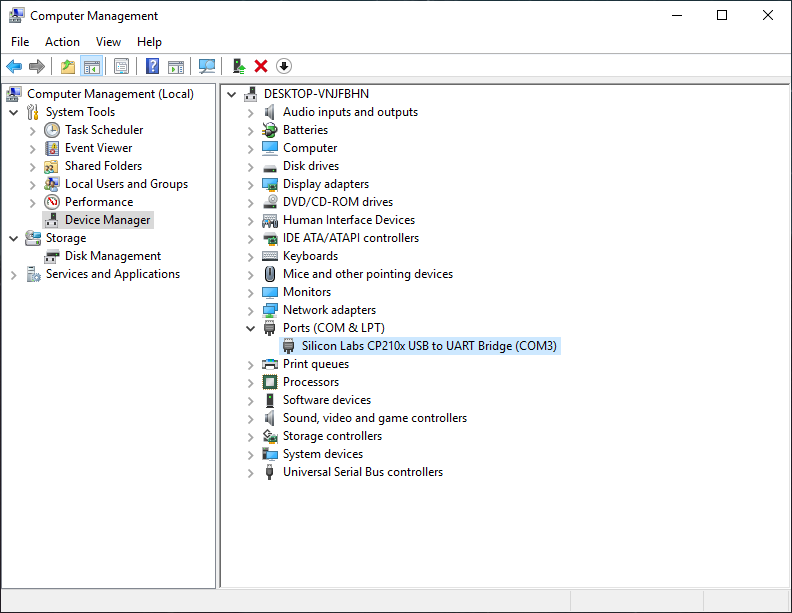 Computer Management
File Action View Help
Computer Management (Local)
System Tools
Task Scheduler
Event Viewer
Shared Folders
Local Users and Groups
Performance
Device Manager
Storage
Disk Management
Services and Applications
DESKTOP-VNJFBHN
Audio inputs and outputs
Batteries
Computer
Disk drives
Display adapters
DVD/CD-ROM drives
Human Interface Devices
IDE ATA/ATAPI controllers
Keyboards
Mice and other pointing devices
Monitors
Network adapters
Ports (COM & LPT)
Silicon Labs CP210x USB to UART Bridge (COM3)
Print queues
Processors
Software devices
Sound, video and game controllers
Storage controllers
System devices
Universal Serial Bus controllers